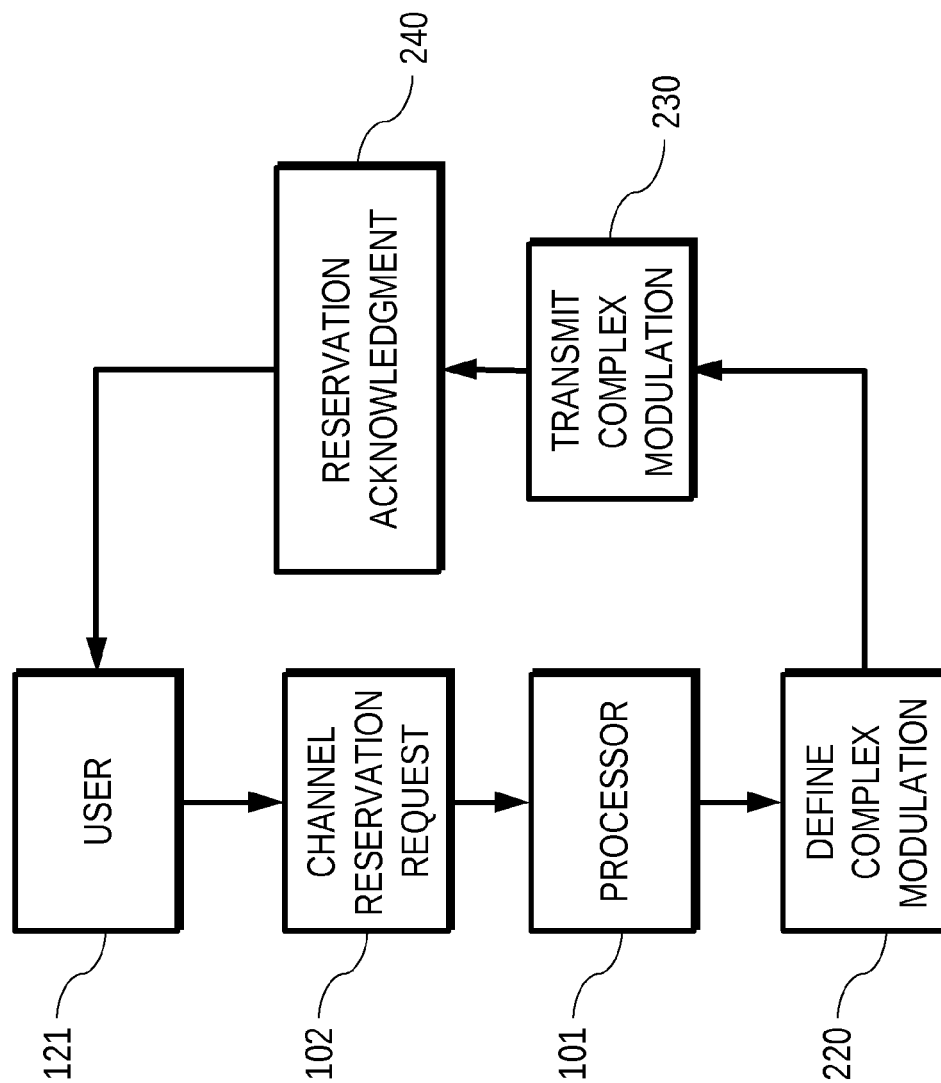 USER
121
CHANNEL
RESERVATION
REQUEST
102
PROCESSOR
101
DEFINE
COMPLEX
MODULATION
220
TRANSMIT
COMPLEX
MODULATION
230
RESERVATION
ACKNOWLEDGMENT
240